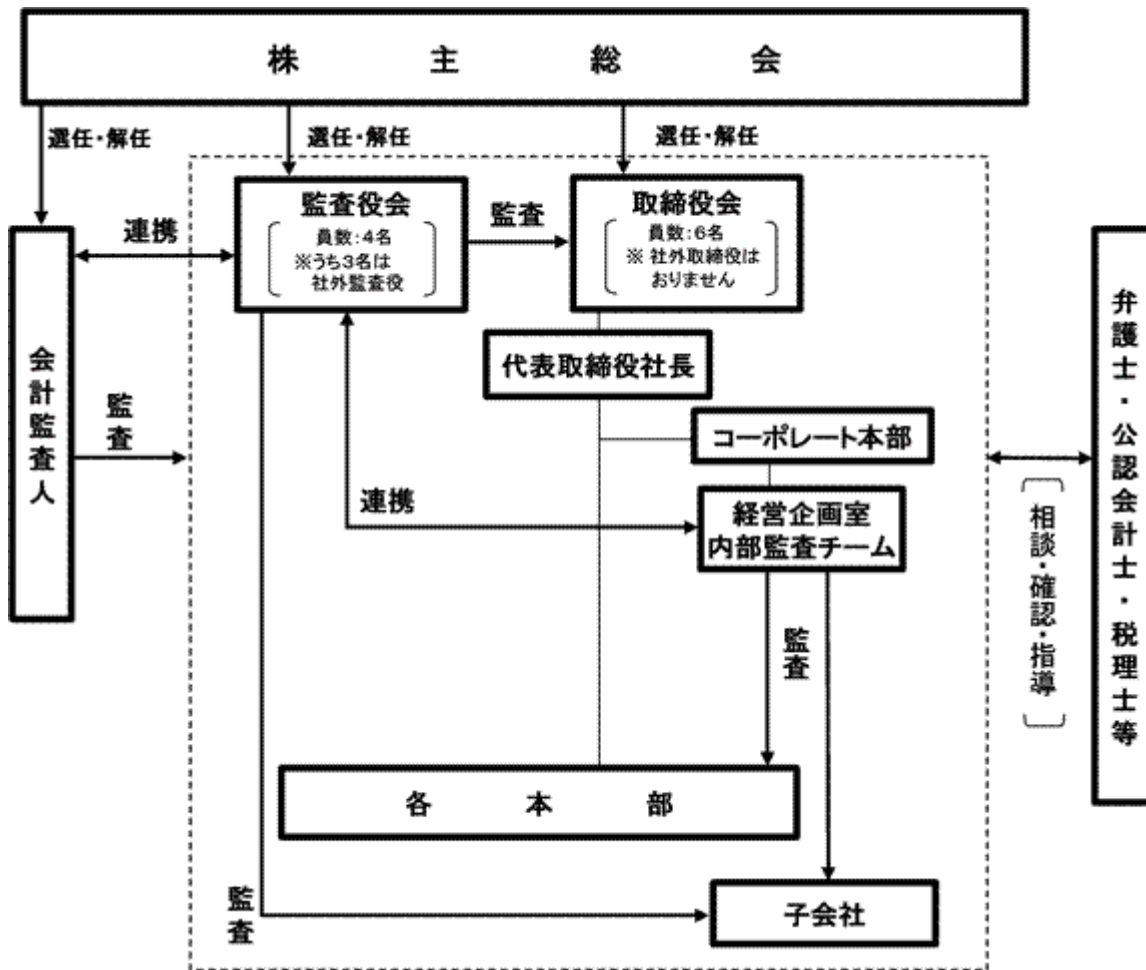 株主総会
選任・解任
選任・解任
選任・解任
監査役会
員数:4名
※うち3名は
社外監査役
監査
取締役会
員数:6名
※ 社外取締役は
おりません
連携
代表取締役社長
会計監査人
監査
コーポレート本部
連携
経営企画室
内部監査チーム
監査
各本部
監査
子会社
弁護士・公認会計士・税理士等
相談・確認・指導